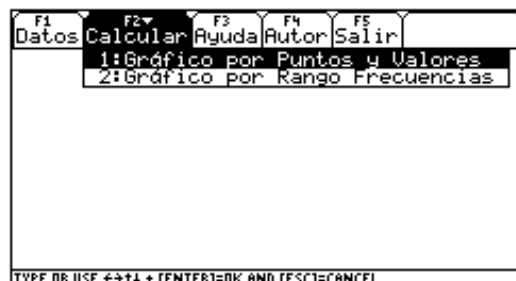 F1 F2▾ F3 F4 F5
Datos Calcular Ayuda Autor Salir
1:Gráfico por Puntos y Valores
2:Gráfico por Rango Frecuencias
TYPE OR USE ←→↑↓ + [ENTER]=OK AND [ESC]=CANCEL